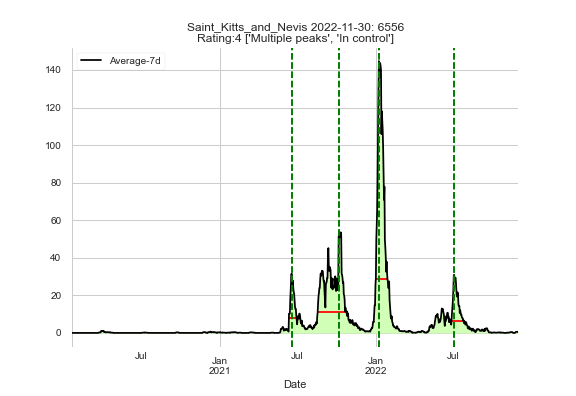 Saint_Kitts_and_Nevis 2022-11-30: 6556
Rating:4 ['Multiple peaks', 'In control']
Average-7d
140
120
100
80
60
40
20
0
Jul
Jan
2021
Jul
Jan
2022
Jul
Date